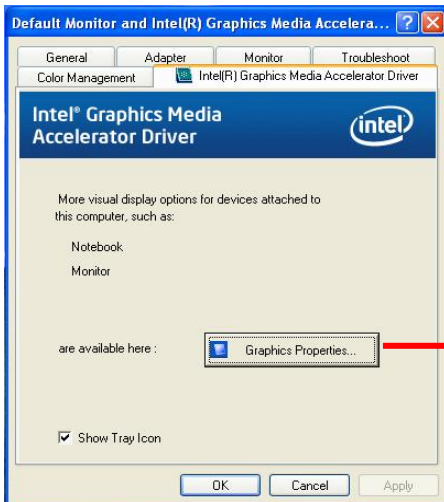 Default Monitor and Intel(R) Graphics Media Accelera...
General Adapter Monitor Troubleshoot
Color Management Intel(R) Graphics Media Accelerator Driver
Intel® Graphics Media
Accelerator Driver
intel
More visual display options for devices attached to
this computer, such as:
Notebook
Monitor
are available here : Graphics Properties...
Show Tray Icon
OK Cancel Apply